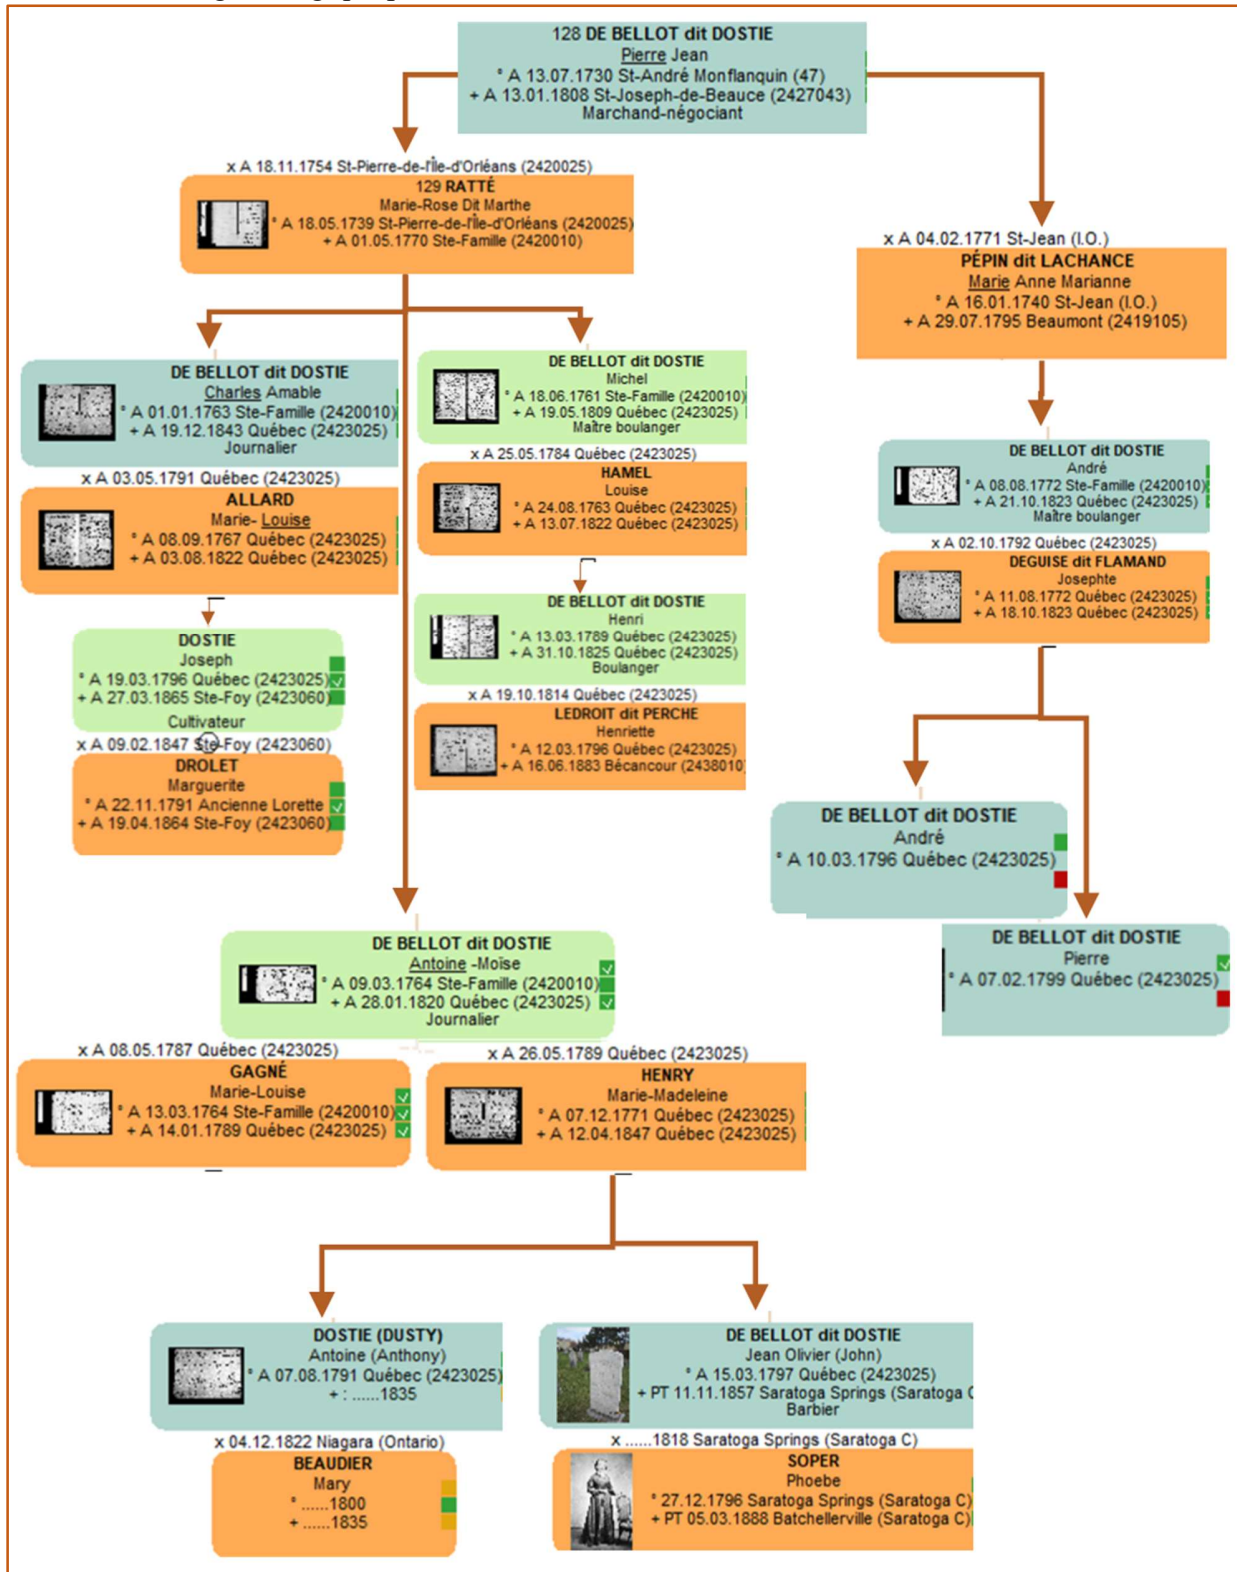 128 DE BELLOT dit DOSTIE
Pierre Jean
° A 13.07.1730 St-André Monflanquin (47)
+ A 13.01.1808 St-Joseph-de-Beauce (2427043)
Marchand-négociant
x A 18.11.1754 St-Pierre-de-l'Île-d'Orléans (2420025)
129 RATTÉ
Marie-Rose Dit Marthe
° A 18.05.1739 St-Pierre-de-l'Île-d'Orléans (2420025)
+ A 01.05.1770 Ste-Famille (2420010)
x A 04.02.1771 St-Jean (I.O.)
PÉPIN dit LACHANCE
Marie Anne Marianne
° A 16.01.1740 St-Jean (I.O.)
+ A 29.07.1795 Beaumont (2419105)
DE BELLOT dit DOSTIE
Charles Amable
° A 01.01.1763 Ste-Famille (2420010)
+ A 19.12.1843 Québec (2423025)
Journalier
x A 03.05.1791 Québec (2423025)
ALLARD
Marie- Louise
° A 08.09.1767 Québec (2423025)
+ A 03.08.1822 Québec (2423025)
DOSTIE
Joseph
° A 19.03.1796 Québec (2423025)
+ A 27.03.1865 Ste-Foy (2423060)
Cultivateur
x A 09.02.1847 Ste-Foy (2423060)
DROLET
Marguerite
° A 22.11.1791 Ancienne Lorette
+ A 19.04.1864 Ste-Foy (2423060)
DE BELLOT dit DOSTIE
Michel
° A 18.06.1761 Ste-Famille (2420010)
+ A 19.05.1809 Québec (2423025)
Maître boulanger
x A 25.05.1784 Québec (2423025)
HAMEL
Louise
° A 24.08.1763 Québec (2423025)
+ A 13.07.1822 Québec (2423025)
DE BELLOT dit DOSTIE
Henri
° A 13.03.1789 Québec (2423025)
+ A 31.10.1825 Québec (2423025)
Boulanger
x A 19.10.1814 Québec (2423025)
LEDROIT dit PERCHE
Henriette
° A 12.03.1796 Québec (2423025)
+ A 16.06.1883 Bécancour (2438010)
DE BELLOT dit DOSTIE
André
° A 08.08.1772 Ste-Famille (2420010)
+ A 21.10.1823 Québec (2423025)
Maître boulanger
x A 02.10.1792 Québec (2423025)
DEGUISE dit FLAMAND
Josephte
° A 11.08.1772 Québec (2423025)
+ A 18.10.1823 Québec (2423025)
DE BELLOT dit DOSTIE
André
° A 10.03.1796 Québec (2423025)
DE BELLOT dit DOSTIE
Pierre
° A 07.02.1799 Québec (2423025)
DE BELLOT dit DOSTIE
Antoine -Moïse
° A 09.03.1764 Ste-Famille (2420010)
+ A 28.01.1820 Québec (2423025)
Journalier
x A 08.05.1787 Québec (2423025)
GAGNÉ
Marie-Louise
° A 13.03.1764 Ste-Famille (2420010)
+ A 14.01.1789 Québec (2423025)
x A 26.05.1789 Québec (2423025)
HENRY
Marie-Madeleine
° A 07.12.1771 Québec (2423025)
+ A 12.04.1847 Québec (2423025)
DOSTIE (DUSTY)
Antoine (Anthony)
° A 07.08.1791 Québec (2423025)
+ : ......1835
x 04.12.1822 Niagara (Ontario)
BEAUDIER
Mary
° ......1800
+ ......1835
DE BELLOT dit DOSTIE
Jean Olivier (John)
° A 15.03.1797 Québec (2423025)
+ PT 11.11.1857 Saratoga Springs (Saratoga C
Barbier
x ......1818 Saratoga Springs (Saratoga C)
SOPER
Phoebe
° 27.12.1796 Saratoga Springs (Saratoga C)
+ PT 05.03.1888 Batchellerville (Saratoga C)